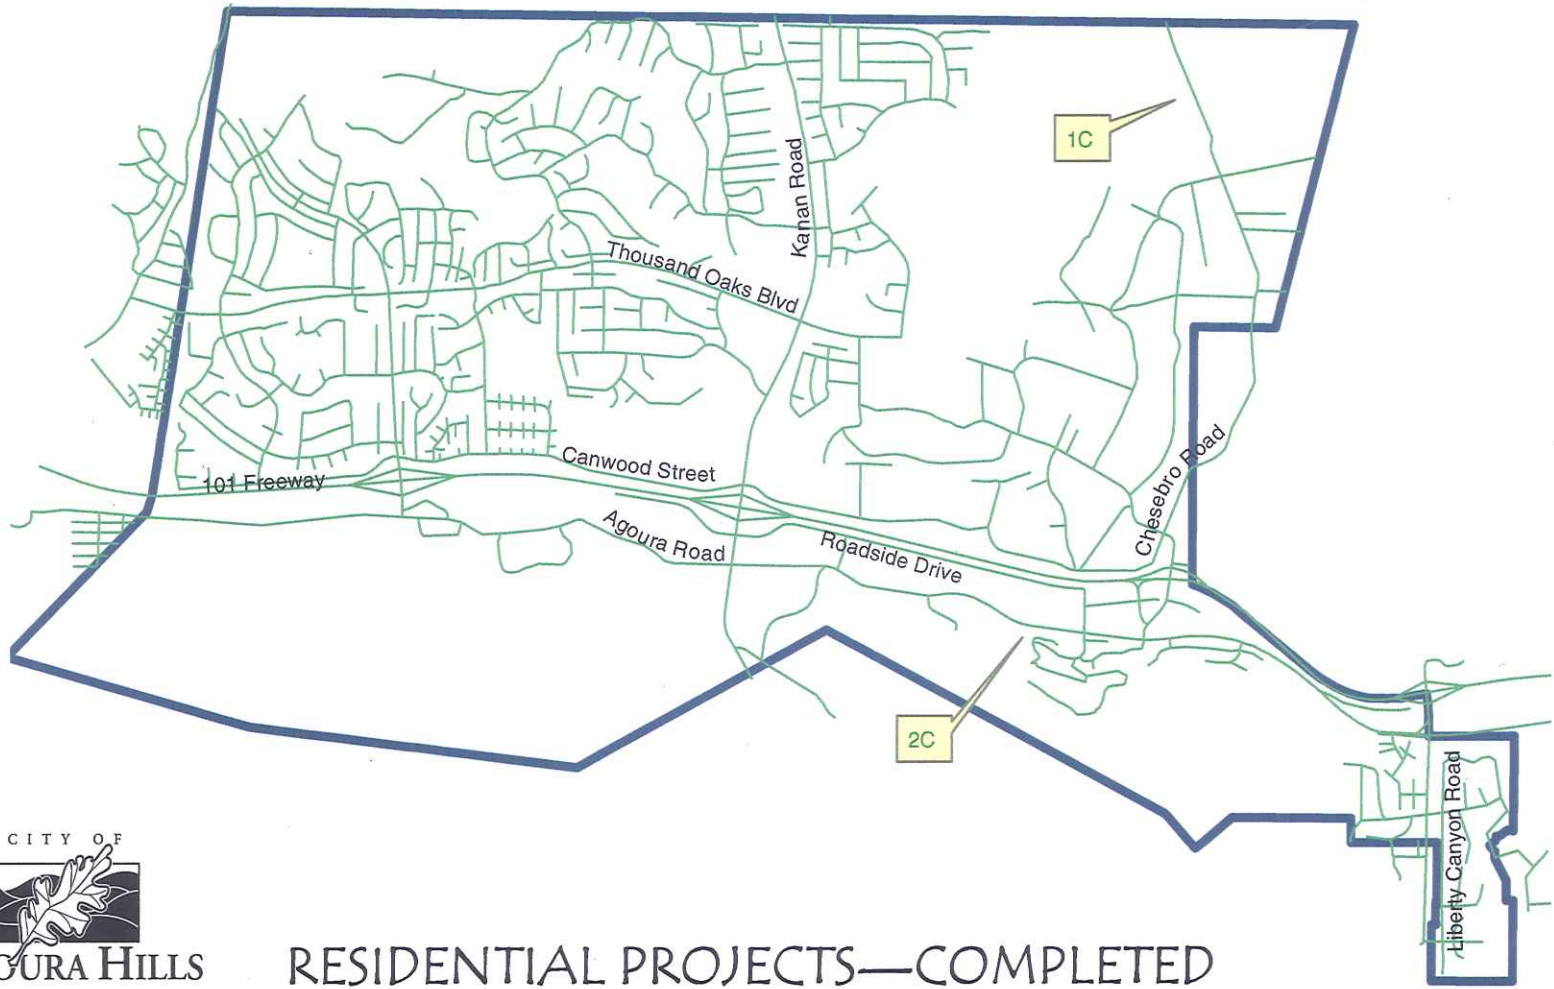 1C
Kanan Road
Thousand Oaks Blvd
Chesebro Road
Canwood Street
101 Freeway
Agoura Road
Roadside Drive
2C
Liberty Canyon Road
CITY OF
GOURA HILLS
RESIDENTIAL PROJECTS—COMPLETED